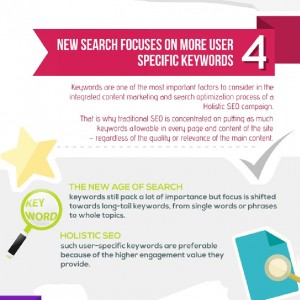 NEW SEARCH FOCUSES ON MORE USER
SPECIFIC KEYWORDS
4
Keywords are one of the most important factors to consider in the
integrated content marketing and search optimization process of a
Holistic SEO campaign.
That is why traditional SEO is concentrated on putting as much
keywords allowable in every page and content of the site
– regardless of the quality or relevance of the main content.
THE NEW AGE OF SEARCH
keywords still pack a lot of importance but focus is shifted
towards long-tail keywords, from single words or phrases
to whole topics.
KEY
WORD
HOLISTIC SEO
such user-specific keywords are preferable
because of the higher engagement value they
provide.